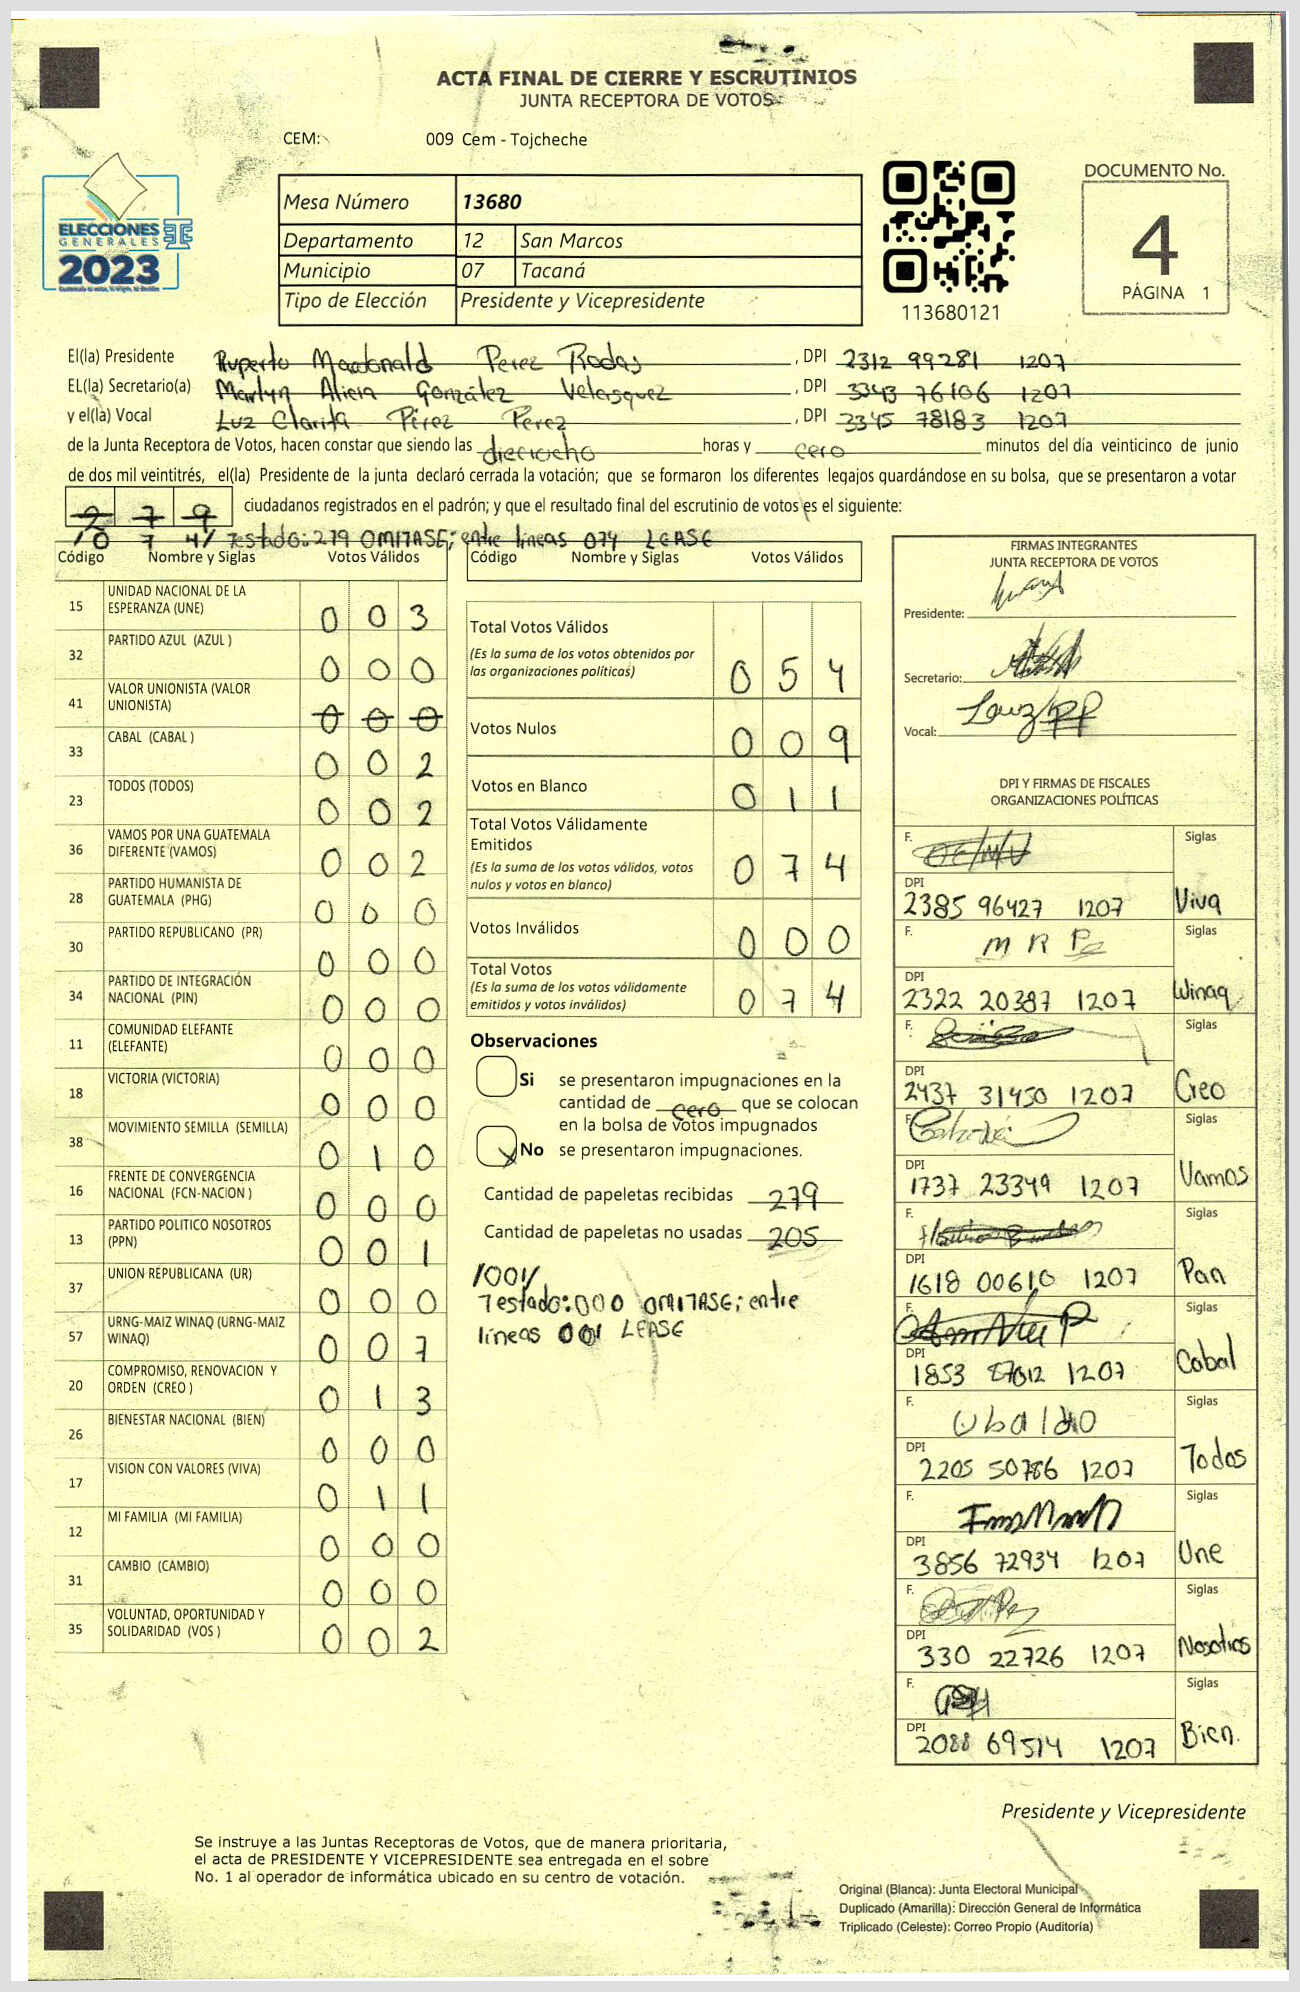 ACTA FINAL DE CIERRE Y ESCRUTINIOS
JUNTA RECEPTORA DE VOTOS
CEM: 009 Cem - Tojcheche
ELECCIONES
GENERALES
2023
Mesa Número 13680
Departamento 12 San Marcos
Municipio 07 Tacaná
Tipo de Elección Presidente y Vicepresidente
113680121
DOCUMENTO No.
4
PÁGINA 1
El(la) Presidente Ruperto Macdonald Perez Rodas, DPI 2312 99281 1207
EL(la) Secretario(a) Marlyn Alicia González Velasquez, DPI 3343 76106 1207
y el(la) Vocal Luz Clarita Pérez Perez, DPI 3345 78183 1207
de la Junta Receptora de Votos, hacen constar que siendo las dieciocho horas y cero minutos del día veinticinco de junio
de dos mil veintitrés, el(la) Presidente de la junta declaró cerrada la votación; que se formaron los diferentes legajos guardándose en su bolsa, que se presentaron a votar
2 7 9 ciudadanos registrados en el padrón; y que el resultado final del escrutinio de votos es el siguiente:
/0 7 4/ Testado: 279 OMITASE; entre lineas 074 LEASE
Código Nombre y Siglas Votos Válidos
15 UNIDAD NACIONAL DE LA ESPERANZA (UNE) 0 0 3
32 PARTIDO AZUL (AZUL ) 0 0 0
41 VALOR UNIONISTA (VALOR UNIONISTA) 0 0 0
33 CABAL (CABAL ) 0 0 2
23 TODOS (TODOS) 0 0 2
36 VAMOS POR UNA GUATEMALA DIFERENTE (VAMOS) 0 0 2
28 PARTIDO HUMANISTA DE GUATEMALA (PHG) 0 0 0
30 PARTIDO REPUBLICANO (PR) 0 0 0
34 PARTIDO DE INTEGRACIÓN NACIONAL (PIN) 0 0 0
11 COMUNIDAD ELEFANTE (ELEFANTE) 0 0 0
18 VICTORIA (VICTORIA) 0 0 0
38 MOVIMIENTO SEMILLA (SEMILLA) 0 1 0
16 FRENTE DE CONVERGENCIA NACIONAL (FCN-NACION ) 0 0 0
13 PARTIDO POLITICO NOSOTROS (PPN) 0 0 1
37 UNION REPUBLICANA (UR) 0 0 0
57 URNG-MAIZ WINAQ (URNG-MAIZ WINAQ) 0 0 7
20 COMPROMISO, RENOVACION Y ORDEN (CREO ) 0 1 3
26 BIENESTAR NACIONAL (BIEN) 0 0 0
17 VISION CON VALORES (VIVA) 0 1 1
12 MI FAMILIA (MI FAMILIA) 0 0 0
31 CAMBIO (CAMBIO) 0 0 0
35 VOLUNTAD, OPORTUNIDAD Y SOLIDARIDAD (VOS ) 0 0 2
Código Nombre y Siglas Votos Válidos
Total Votos Válidos 0 5 4
(Es la suma de los votos obtenidos por
las organizaciones políticas)
Votos Nulos 0 0 9
Votos en Blanco 0 1 1
Total Votos Válidamente
Emitidos 0 7 4
(Es la suma de los votos válidos, votos
nulos y votos en blanco)
Votos Inválidos 0 0 0
Total Votos 0 7 4
(Es la suma de los votos válidamente
emitidos y votos inválidos)
Observaciones
Si se presentaron impugnaciones en la
cantidad de cero que se colocan
en la bolsa de votos impugnados
No se presentaron impugnaciones.
Cantidad de papeletas recibidas 279
Cantidad de papeletas no usadas 205
/001/
Testado: 000 OMITASE; entre
líneas 001 LEASE
FIRMAS INTEGRANTES
JUNTA RECEPTORA DE VOTOS
Presidente:
Secretario:
Vocal:
DPI Y FIRMAS DE FISCALES
ORGANIZACIONES POLÍTICAS
F. Siglas
DPI 2385 96427 1207 Viva
F. M R P Siglas
DPI 2322 20387 1207 Winaq
F. Siglas
DPI 2437 31450 1207 Creo
F. Siglas
DPI 1737 23349 1207 Vamos
F. Siglas
DPI 1618 00610 1207 Pan
F. Siglas
DPI 1853 87012 1207 Cabal
F. Ubaldo Siglas
DPI 2205 50786 1207 Todos
F. Siglas
DPI 3856 72934 1207 Une
F. Siglas
DPI 330 22726 1207 Nosotros
F. Siglas
DPI 2088 69514 1207 Bien.
Presidente y Vicepresidente
Se instruye a las Juntas Receptoras de Votos, que de manera prioritaria,
el acta de PRESIDENTE Y VICEPRESIDENTE sea entregada en el sobre
No. 1 al operador de informática ubicado en su centro de votación.
Original (Blanca): Junta Electoral Municipal
Duplicado (Amarilla): Dirección General de Informática
Triplicado (Celeste): Correo Propio (Auditoría)